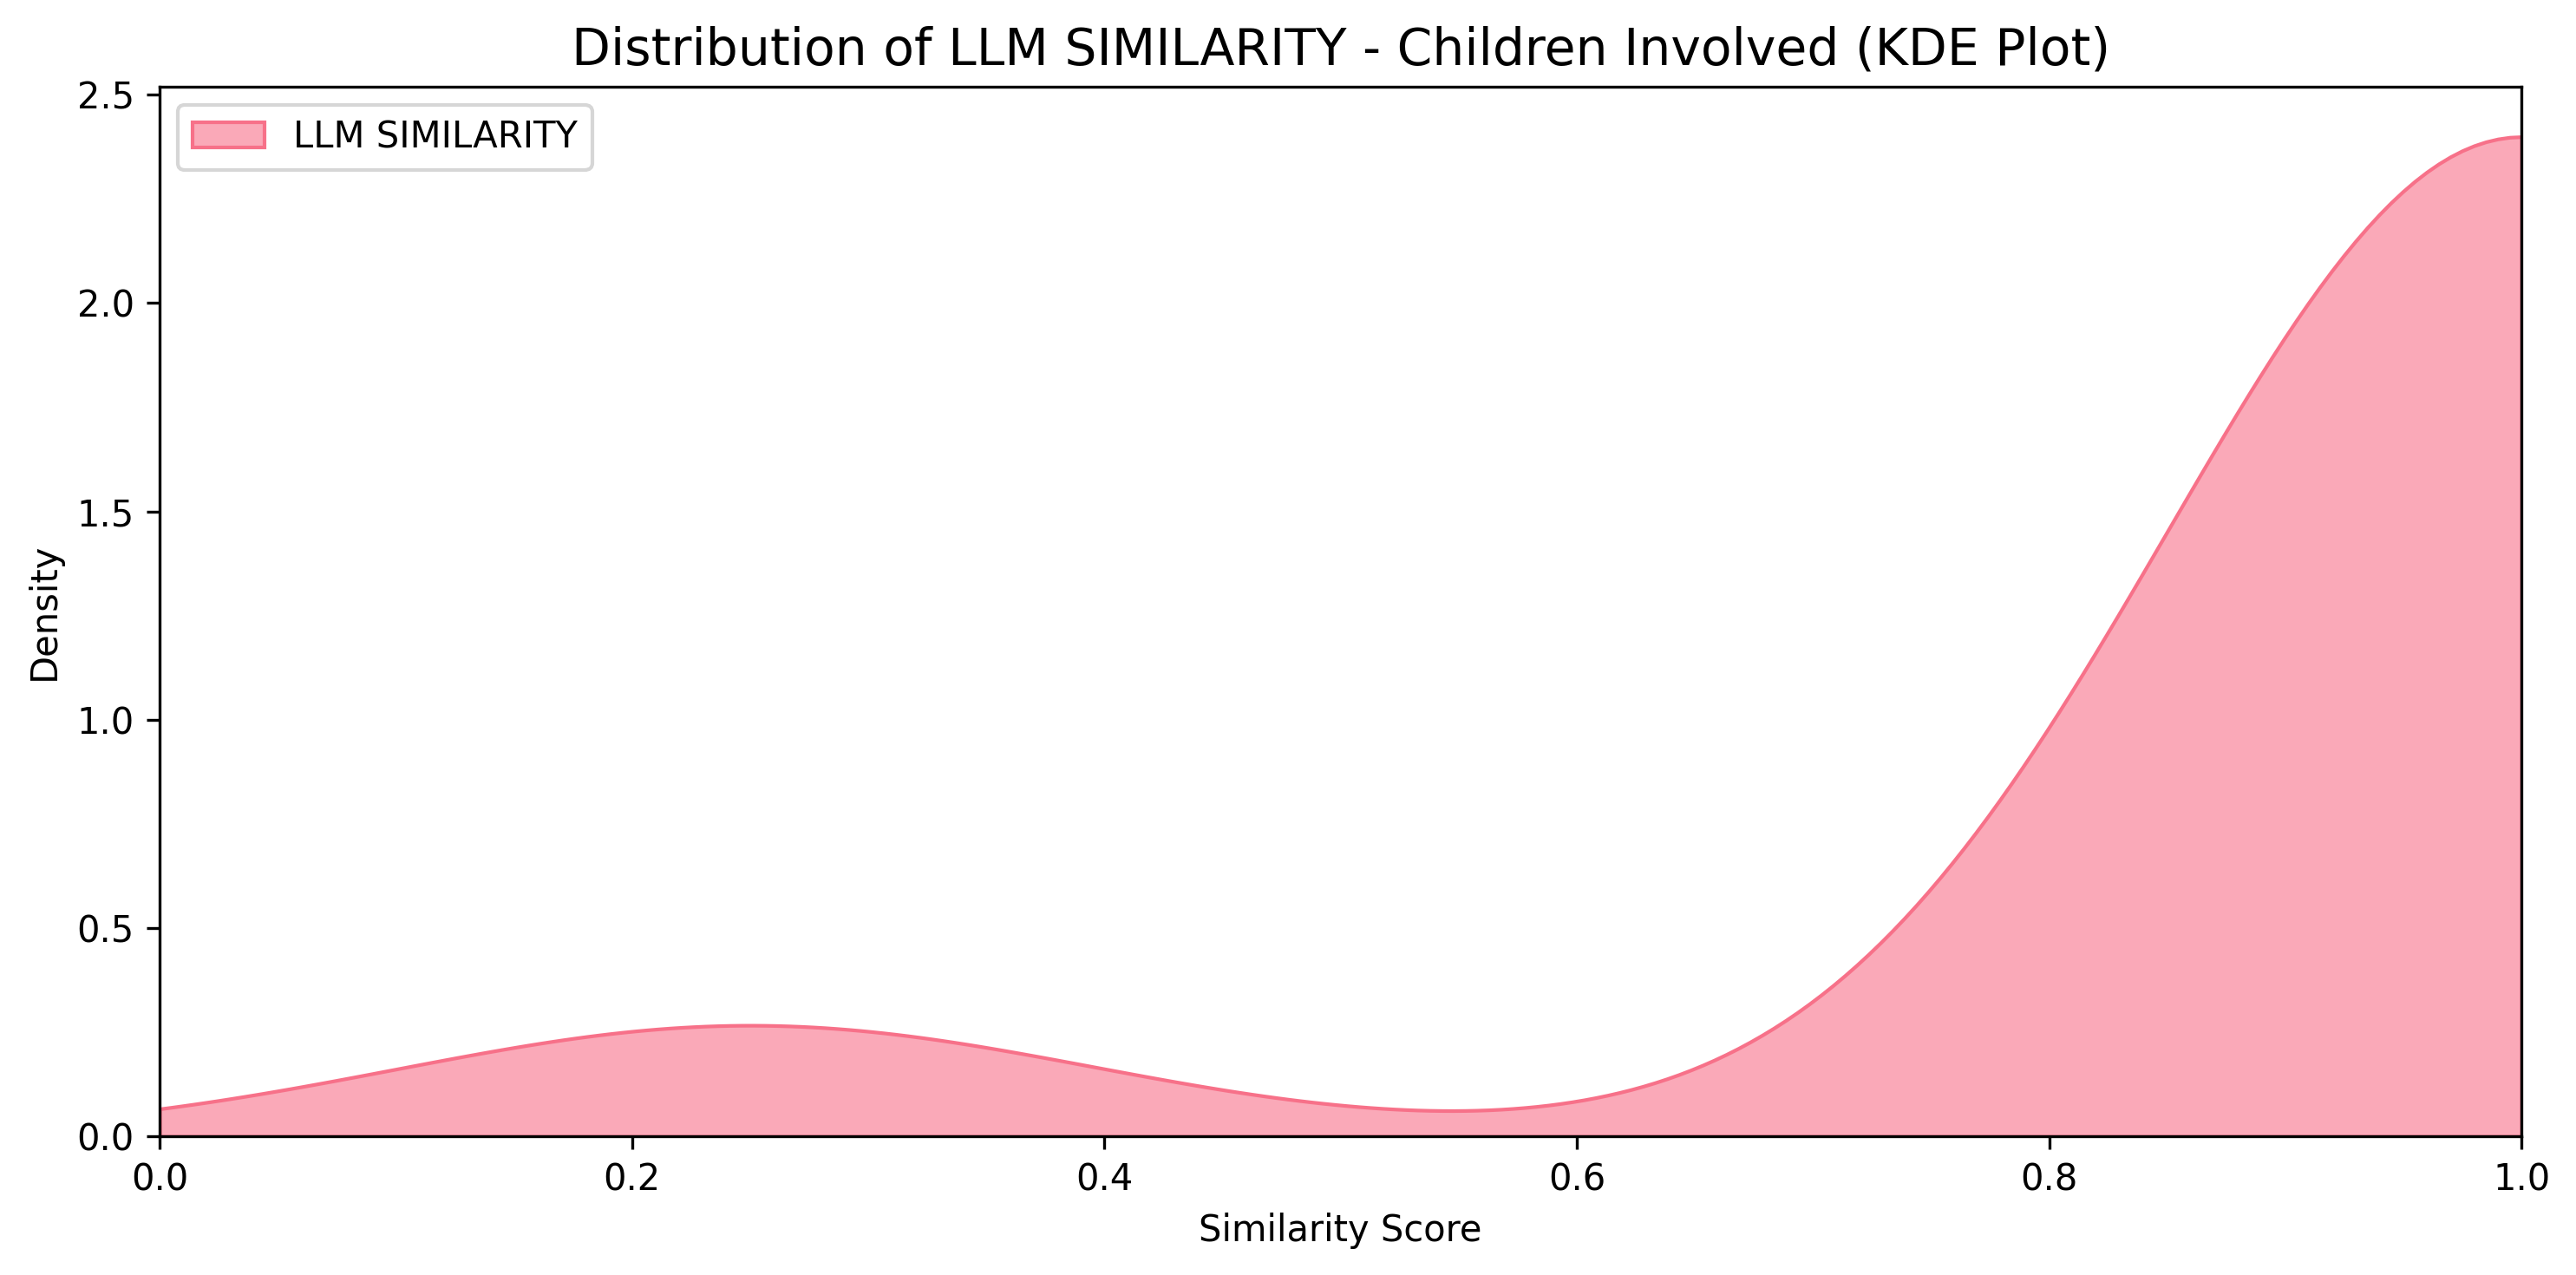 Distribution of LLM SIMILARITY - Children Involved (KDE Plot)
LLM SIMILARITY
2.5
2.0
1.5
1.0
0.5
0.0
Density
0.0 0.2 0.4 0.6 0.8 1.0
Similarity Score